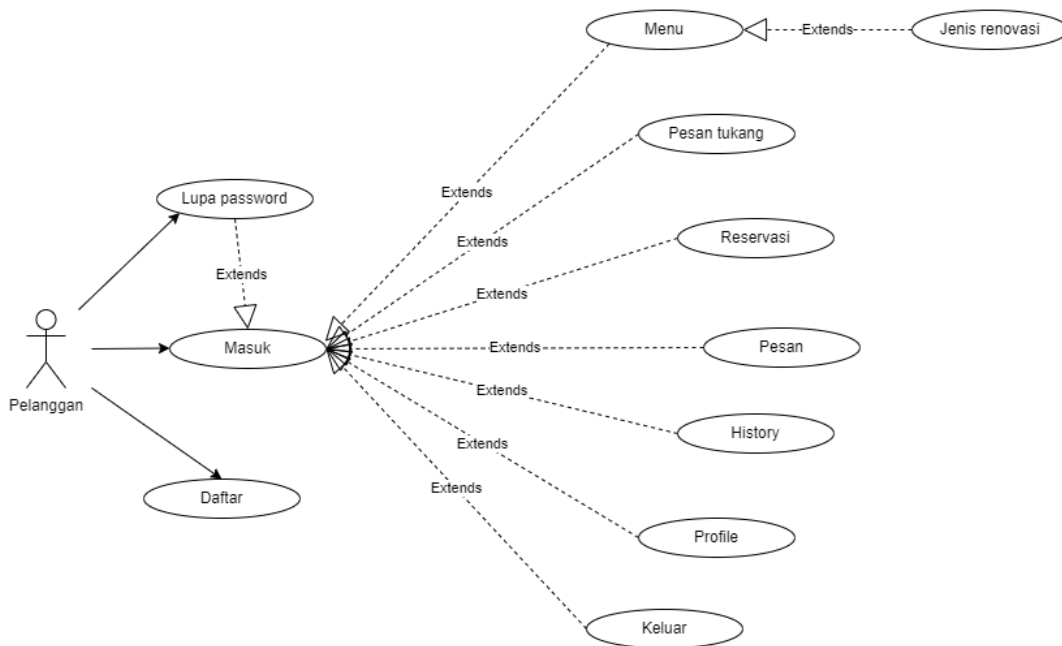 Menu
Extends
Jenis renovasi
Pesan tukang
Extends
Lupa password
Extends
Reservasi
Extends
Extends
Masuk
Extends
Pesan
Pelanggan
Extends
History
Extends
Daftar
Extends
Profile
Keluar